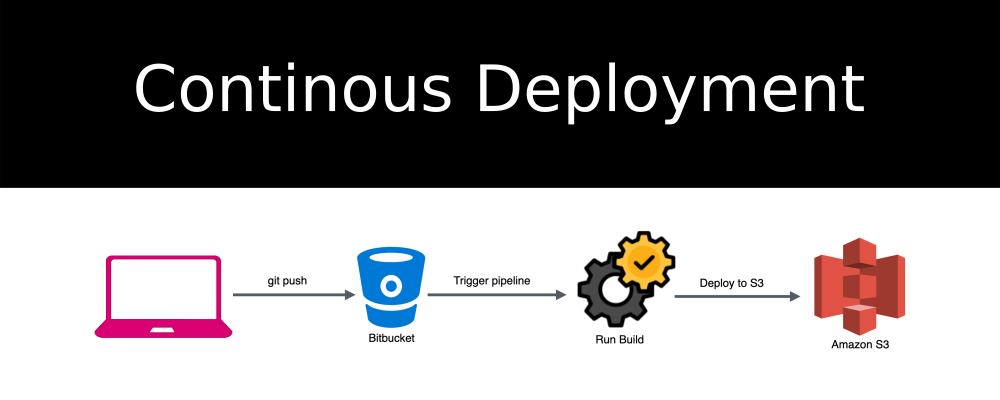 Continous Deployment
git push
Trigger pipeline
Deploy to S3
Bitbucket
Run Build
Amazon S3